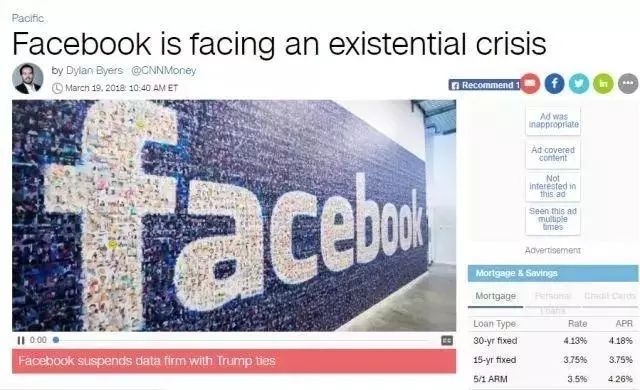 Pacific
Facebook is facing an existential crisis
by Dylan Byers @CNNMoney
March 19, 2018: 10:40 AM ET
Recommend 1
in
facebook
0:00
Facebook suspends data firm with Trump ties
Ad was
inappropriate
Ad covered
content
Not
interested in
this ad
Seen this ad
multiple
times
Advertisement
Mortgage & Savings
Mortgage Personal Credit Cards
Loans
Loan Type Rate APR
30-yr fixed 4.13% 4.18%
15-yr fixed 3.75% 3.75%
5/1 ARM 3.5% 4.26%